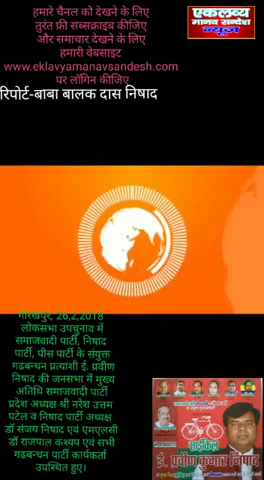 हमारे चैनल को देखने के लिए
तुरंत फ्री सब्सक्राइब कीजिए
और समाचार देखने के लिए
हमारी वेबसाइट
www.eklavyamanavsandesh.com
पर लॉगिन कीजिए
एकलव्य
मानव सन्देश
न्यूज
रिपोर्ट-बाबा बालक दास निषाद
गोरखपुर, 26,2,2018
लोकसभा उपचुनाव में
समाजवादी पार्टी, निषाद
पार्टी, पीस पार्टी के संयुक्त
गढबन्धन प्रत्याशी ई. प्रवीण
निषाद की जनसभा में मुख्य
अतिथि समाजवादी पार्टी
प्रदेश अध्यक्ष श्री नरेश उत्तम
पटेल व निषाद पार्टी अध्यक्ष
डॉ संजय निषाद एवं एमएलसी
डॉ राजपाल कश्यप एवं सभी
गढबन्धन पार्टी कार्यकर्ता
उपस्थित हुए।
साइकिल
ई. प्रवीण कुमार निषाद